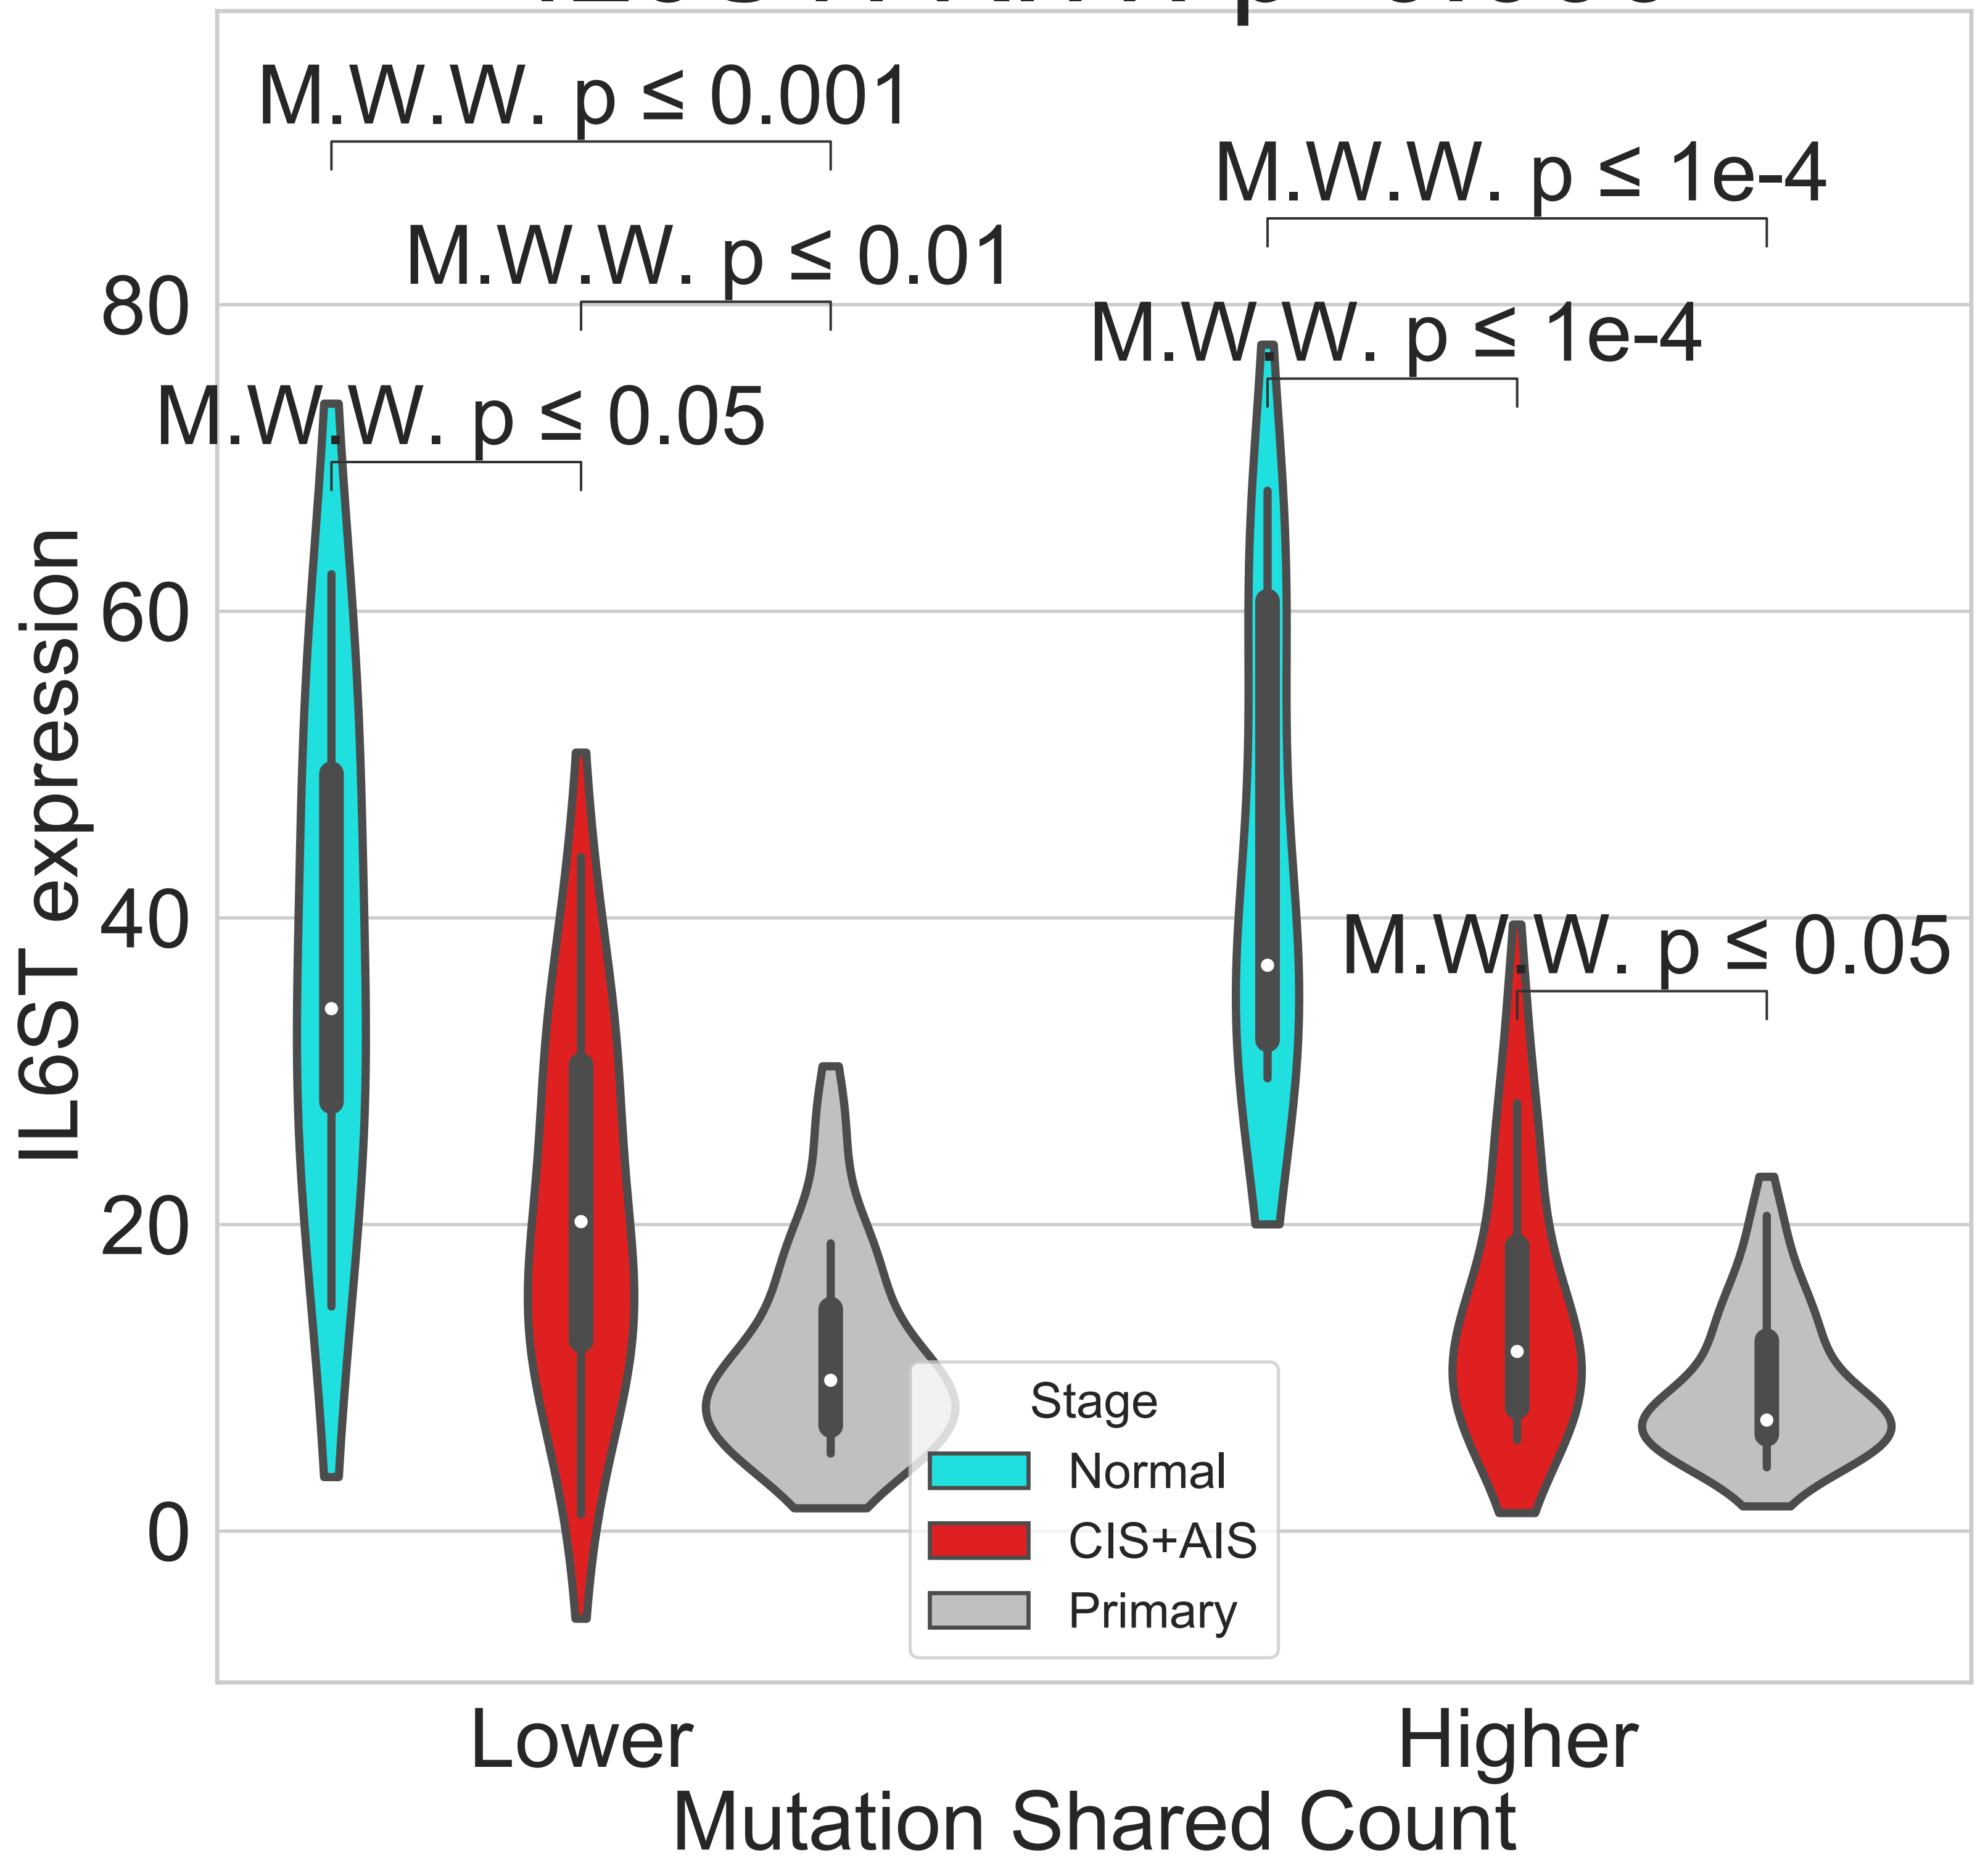 M.W.W. p ≤ 0.001
M.W.W. p ≤ 1e-4
M.W.W. p ≤ 0.01
M.W.W. p ≤ 1e-4
M.W.W. p ≤ 0.05
M.W.W. p ≤ 0.05
80
60
40
20
0
IL6ST expression
Stage
Normal
CIS+AIS
Primary
Lower
Higher
Mutation Shared Count